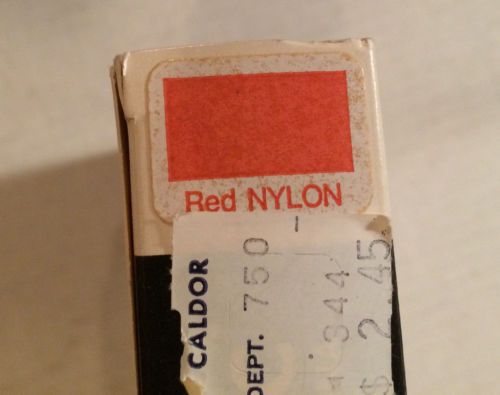 Red NYLON
CALDOR
DEPT. 750 -
344
$ 2.45